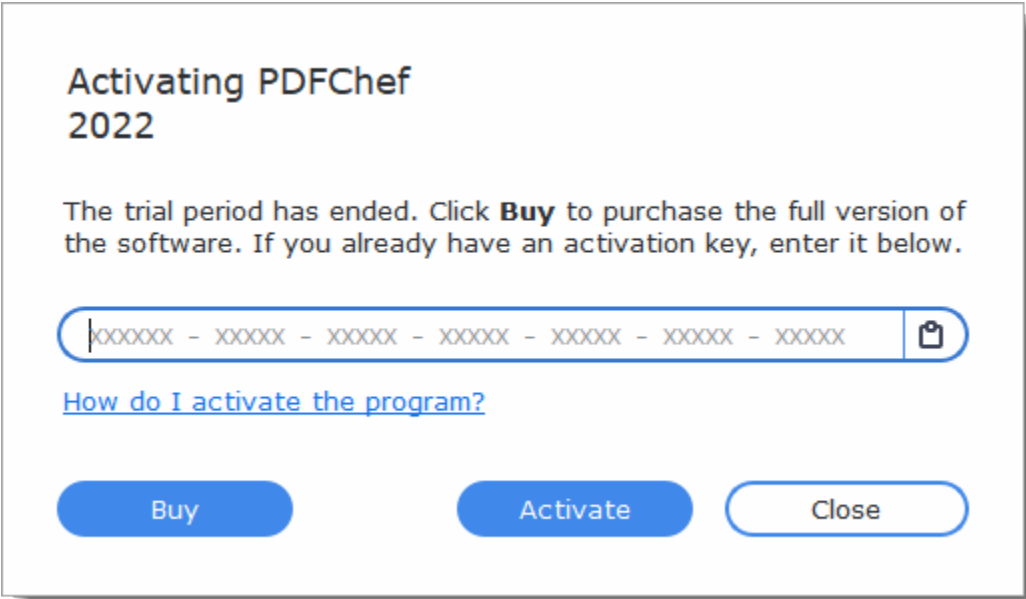 Activating PDFChef
2022
The trial period has ended. Click Buy to purchase the full version of
the software. If you already have an activation key, enter it below.
XXXXXX - XXXXX - XXXXX - XXXXX - XXXXX - XXXXX - XXXXX
How do I activate the program?
Buy
Activate
Close